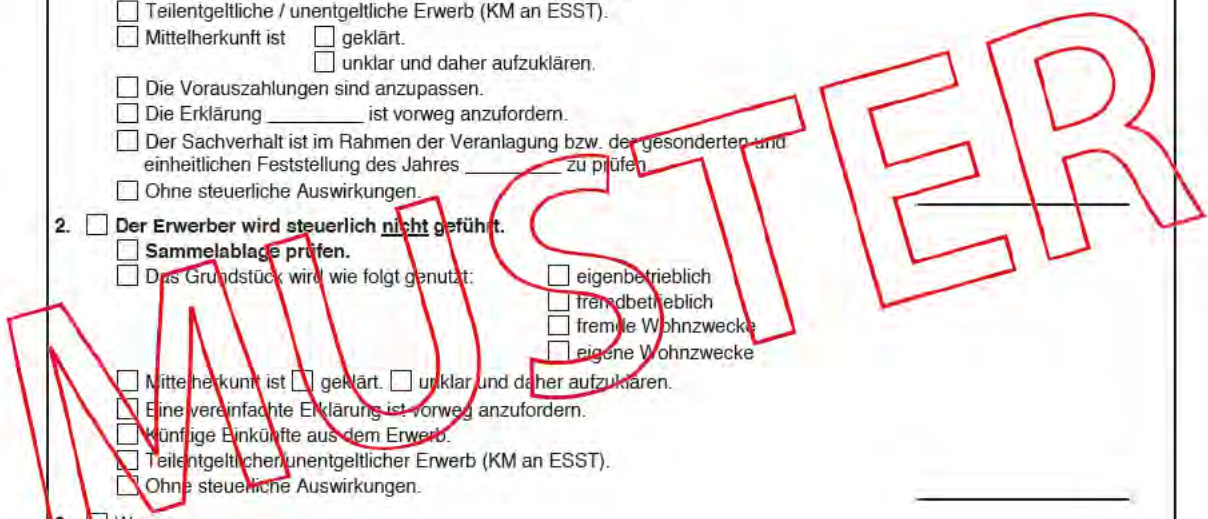 Teilentgeltliche / unentgeltliche Erwerb (KM an ESST).
Mittelherkunft ist geklärt.
unklar und daher aufzuklären.
Die Vorauszahlungen sind anzupassen.
Die Erklärung _________ ist vorweg anzufordern.
Der Sachverhalt ist im Rahmen der Veranlagung bzw. der gesonderten und
einheitlichen Feststellung des Jahres _________ zu prüfen
Ohne steuerliche Auswirkungen.
2. Der Erwerber wird steuerlich nicht geführt.
Sammelablage prüfen.
Das Grundstück wird wie folgt genutzt: eigenbetrieblich
fremdbetrieblich
fremde Wohnzwecke
eigene Wohnzwecke
Mittelherkunft ist geklärt. unklar und daher aufzuklären.
Eine vereinfachte Erklärung ist vorweg anzufordern.
Künftige Einkünfte aus dem Erwerb.
Teilentgeltlicher/unentgeltlicher Erwerb (KM an ESST).
Ohne steuerliche Auswirkungen.
MUSTER